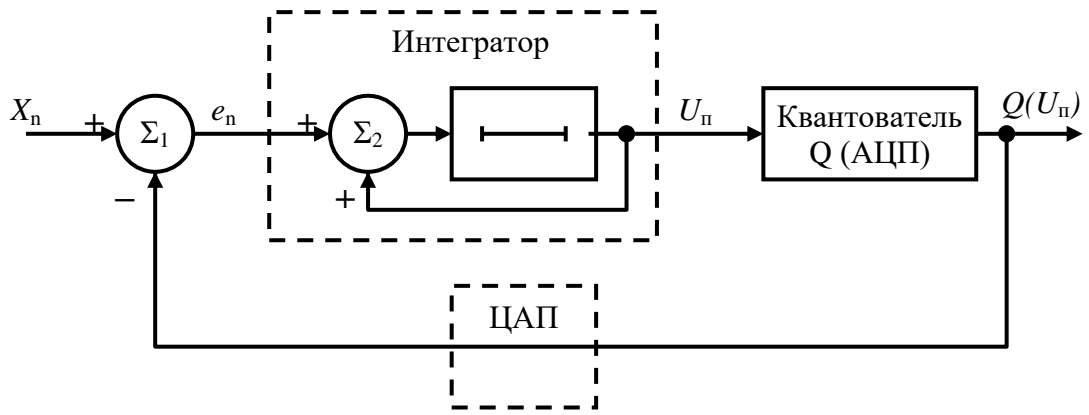 Интегратор
Xn
+
Σ1
−
en
+
Σ2
+
Uп
Квантователь
Q (АЦП)
Q(Uп)
ЦАП